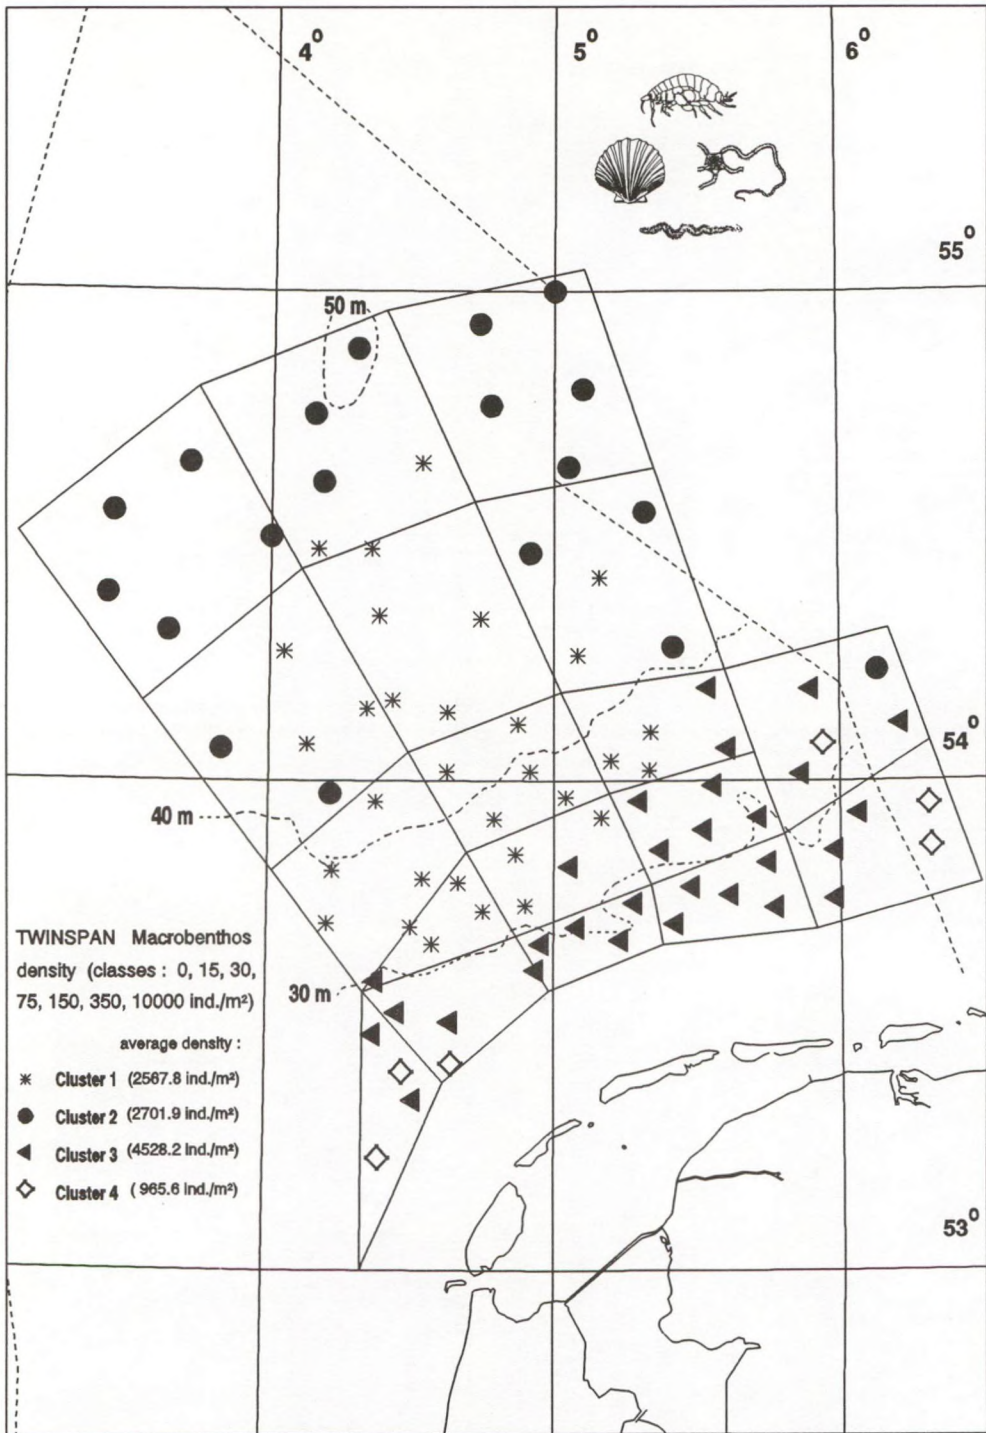 4°
5°
6°
55°
50 m
54°
40 m
TWINSPAN Macrobenthos
density (classes : 0, 15, 30,
75, 150, 350, 10000 ind./m²)
30 m
average density :
Cluster 1 (2567.8 ind./m²)
Cluster 2 (2701.9 ind./m²)
Cluster 3 (4528.2 ind./m²)
Cluster 4 ( 965.6 ind./m²)
53°